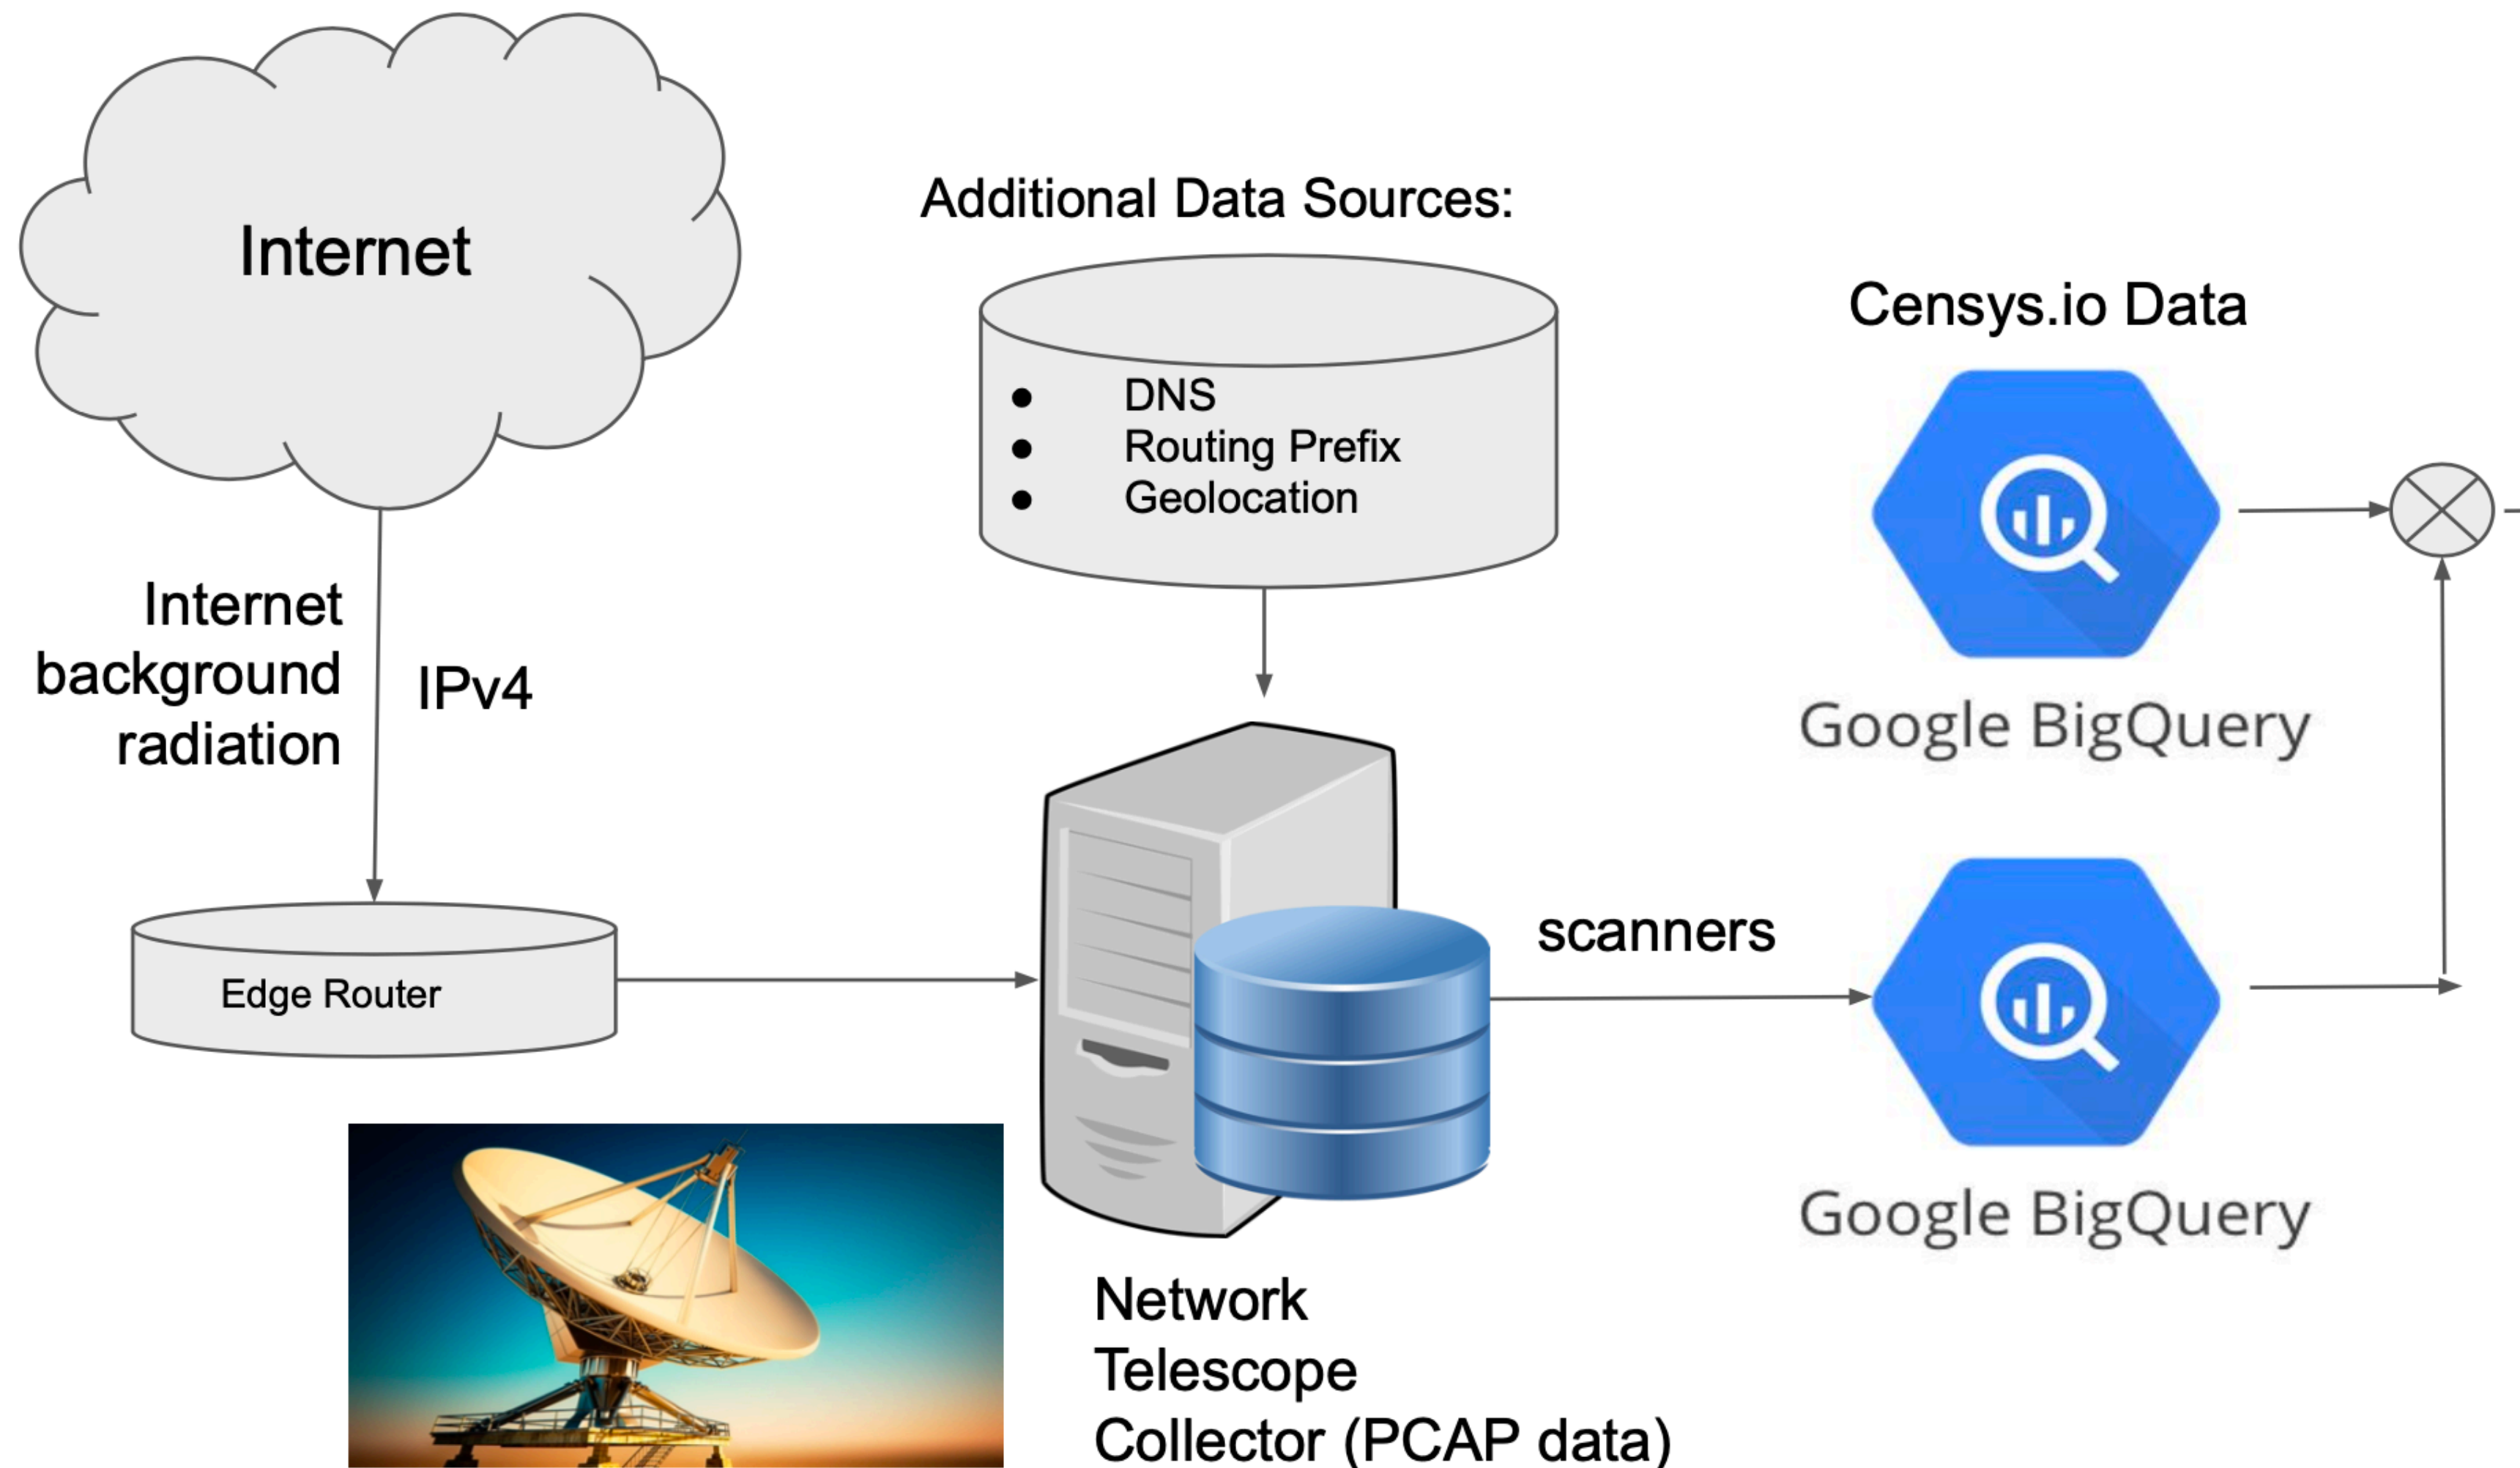 Internet
Additional Data Sources:
DNS
Routing Prefix
Geolocation
Censys.io Data
Google BigQuery
Internet
background
radiation
IPv4
Edge Router
scanners
Google BigQuery
Network
Telescope
Collector (PCAP data)